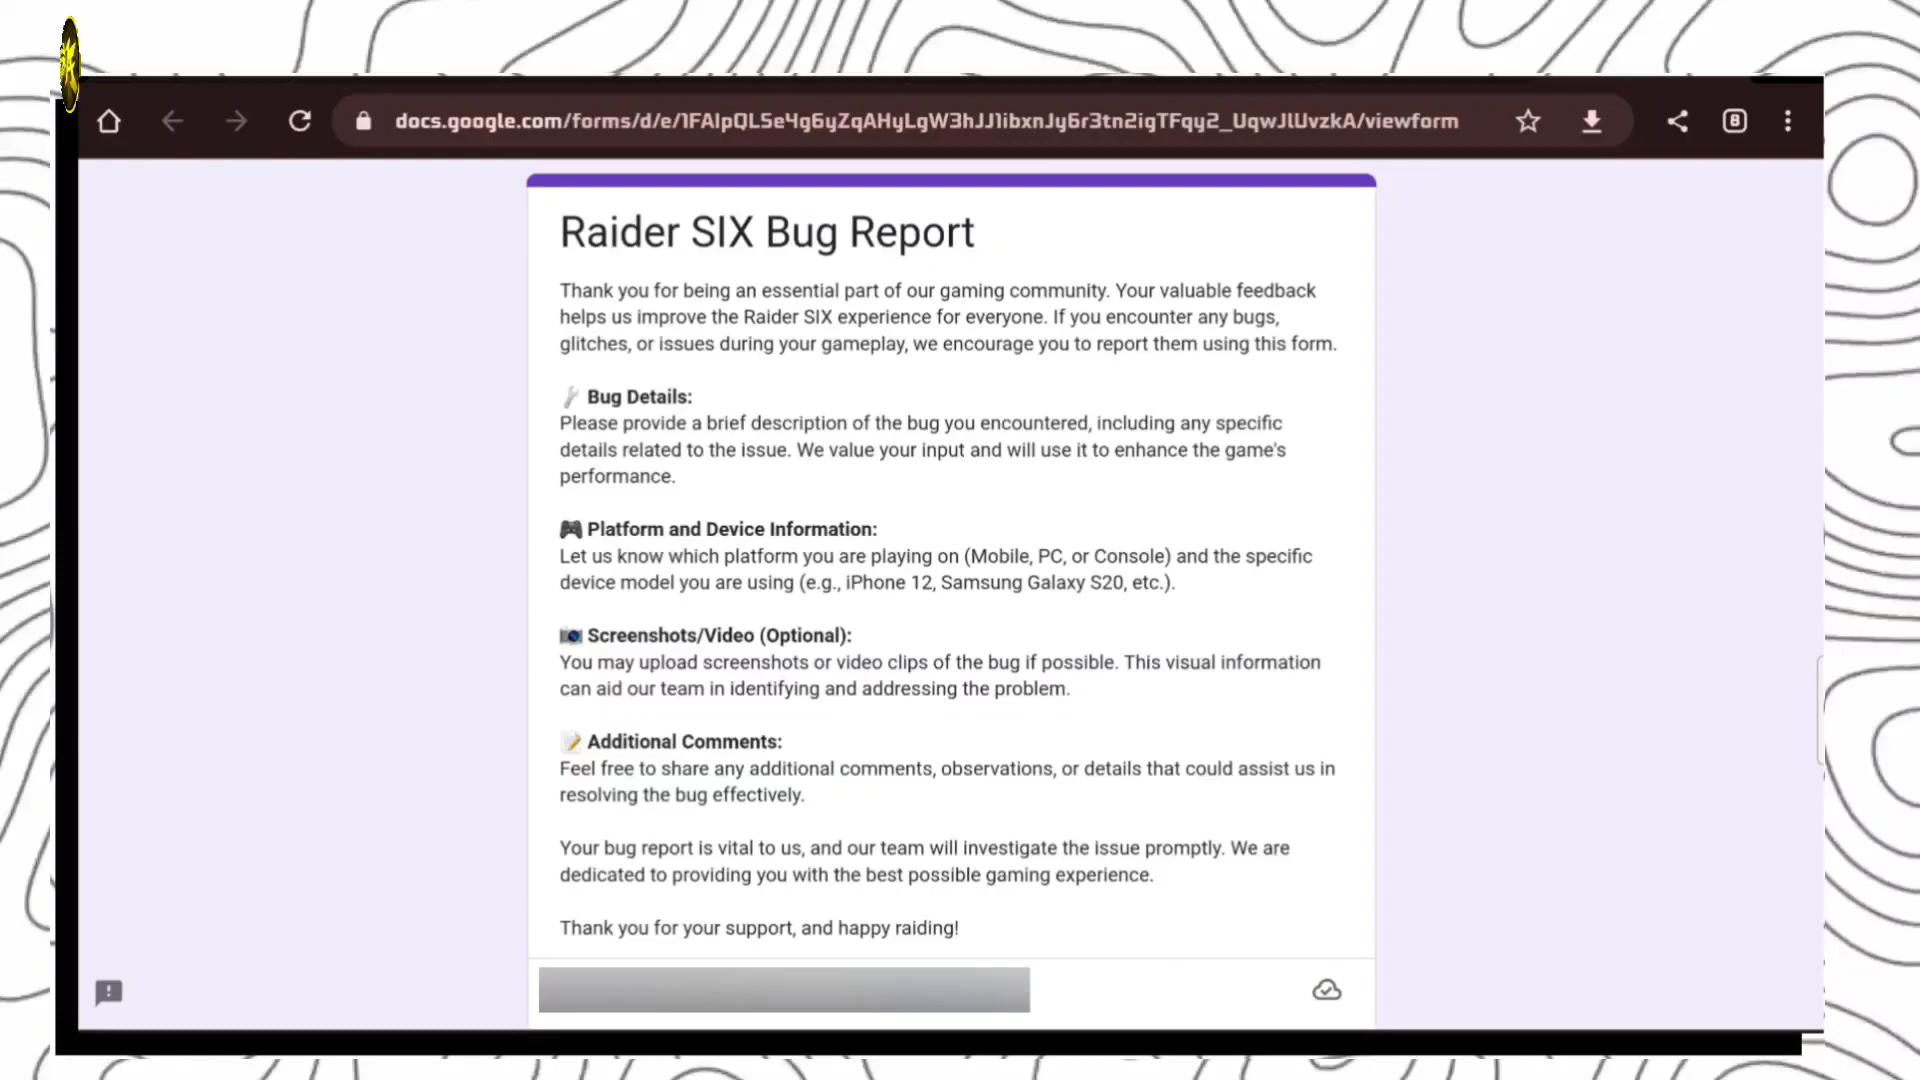 docs.google.com/forms/d/e/1FAIpQLSe4g6yZqAHyLgW3hJJ1ibxnJy6r3tn2igTFqy2_UqwJlUvzkA/viewform
8
Raider SIX Bug Report
Thank you for being an essential part of our gaming community. Your valuable feedback
helps us improve the Raider SIX experience for everyone. If you encounter any bugs,
glitches, or issues during your gameplay, we encourage you to report them using this form.
🔧 Bug Details:
Please provide a brief description of the bug you encountered, including any specific
details related to the issue. We value your input and will use it to enhance the game's
performance.
🎮 Platform and Device Information:
Let us know which platform you are playing on (Mobile, PC, or Console) and the specific
device model you are using (e.g., iPhone 12, Samsung Galaxy S20, etc.).
📷 Screenshots/Video (Optional):
You may upload screenshots or video clips of the bug if possible. This visual information
can aid our team in identifying and addressing the problem.
📝 Additional Comments:
Feel free to share any additional comments, observations, or details that could assist us in
resolving the bug effectively.
Your bug report is vital to us, and our team will investigate the issue promptly. We are
dedicated to providing you with the best possible gaming experience.
Thank you for your support, and happy raiding!